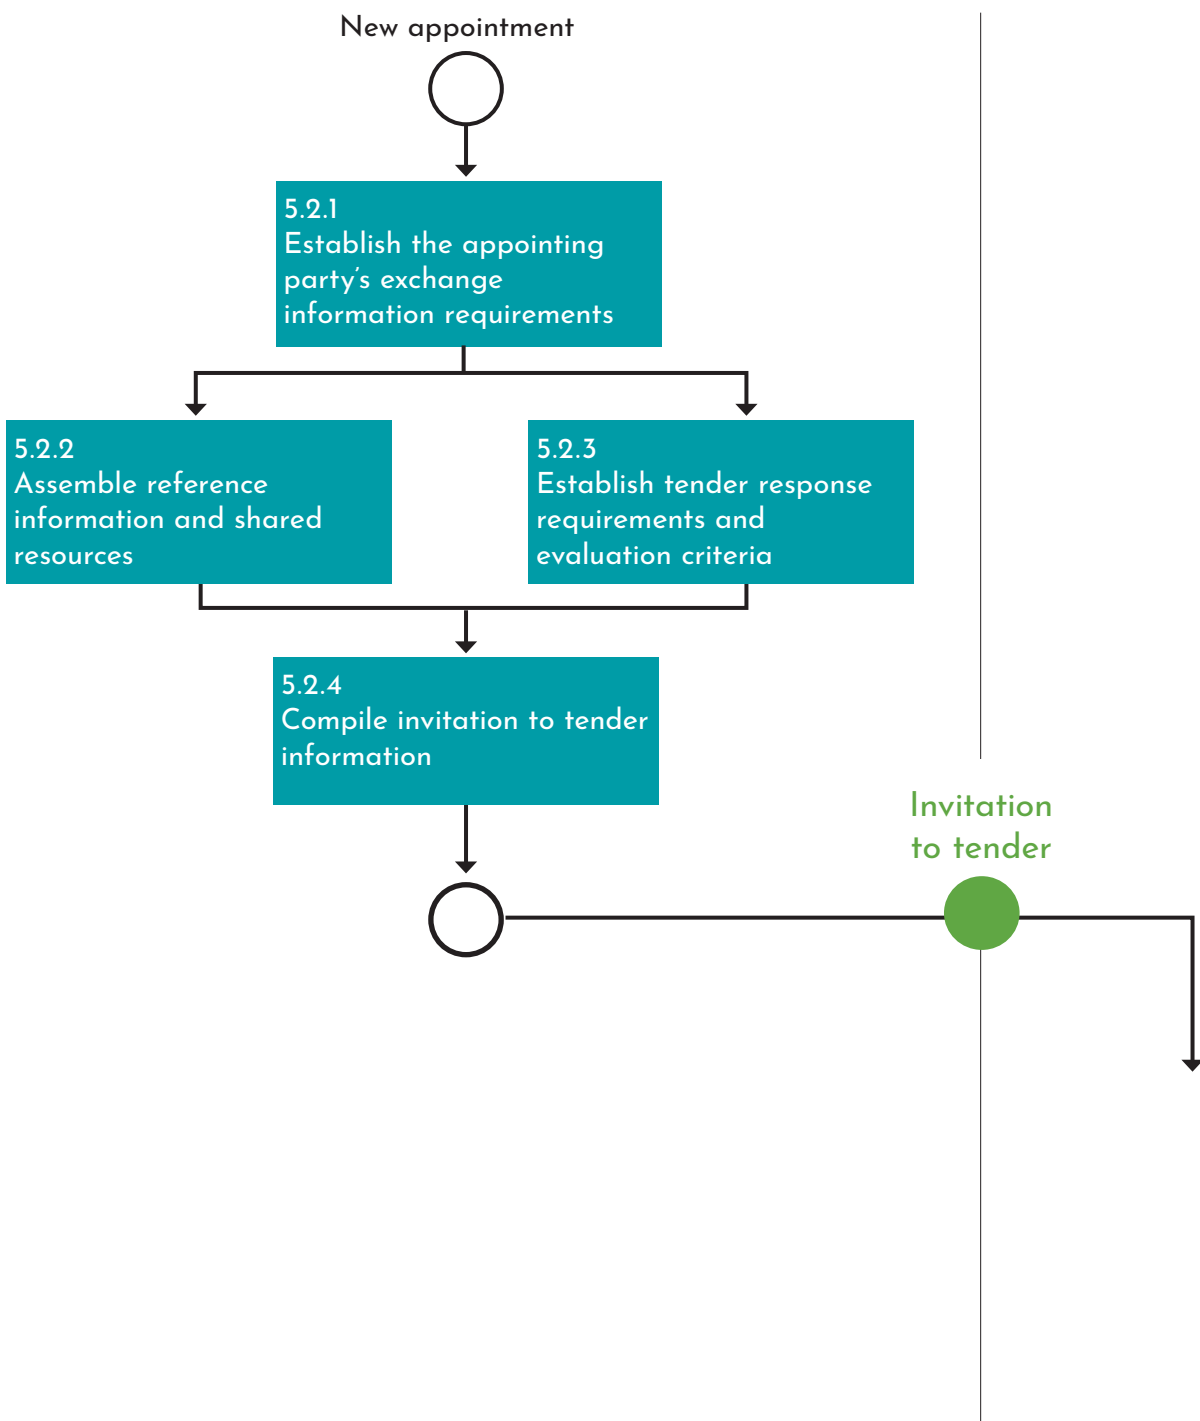 New appointment
5.2.1
Establish the appointing
party's exchange
information requirements
5.2.2
Assemble reference
information and shared
resources
5.2.3
Establish tender response
requirements and
evaluation criteria
5.2.4
Compile invitation to tender
information
Invitation
to tender